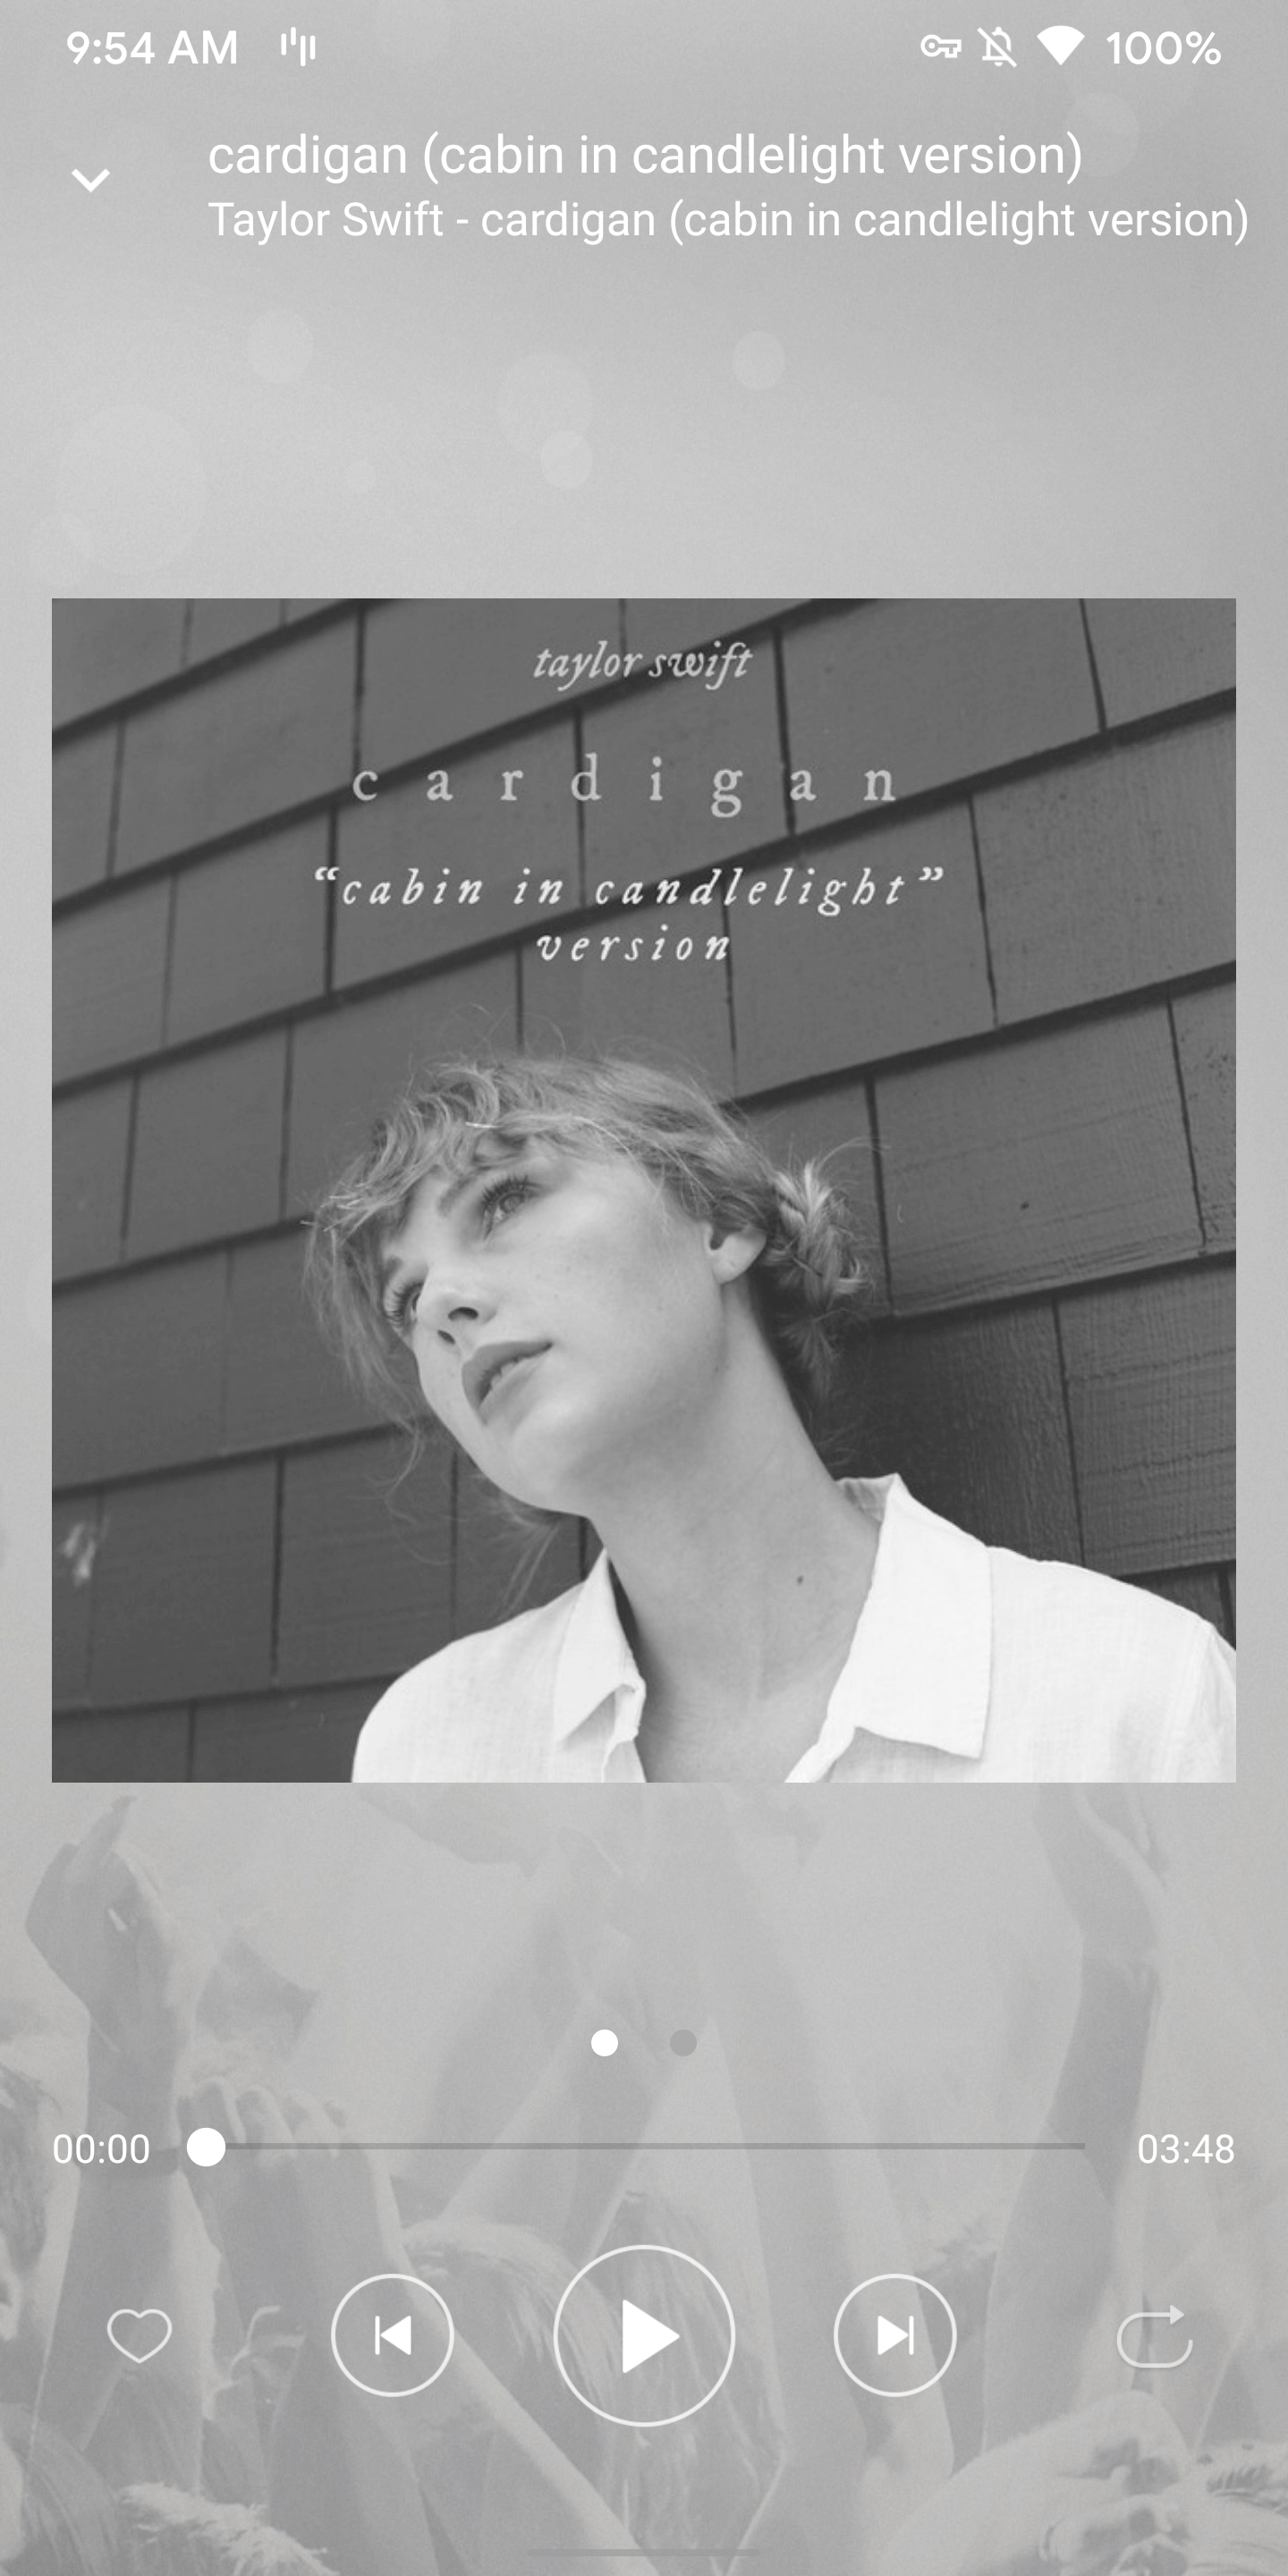 9:54 AM 100%
cardigan (cabin in candlelight version)
Taylor Swift - cardigan (cabin in candlelight version)
taylor swift
cardigan
“cabin in candlelight”
version
00:00 03:48